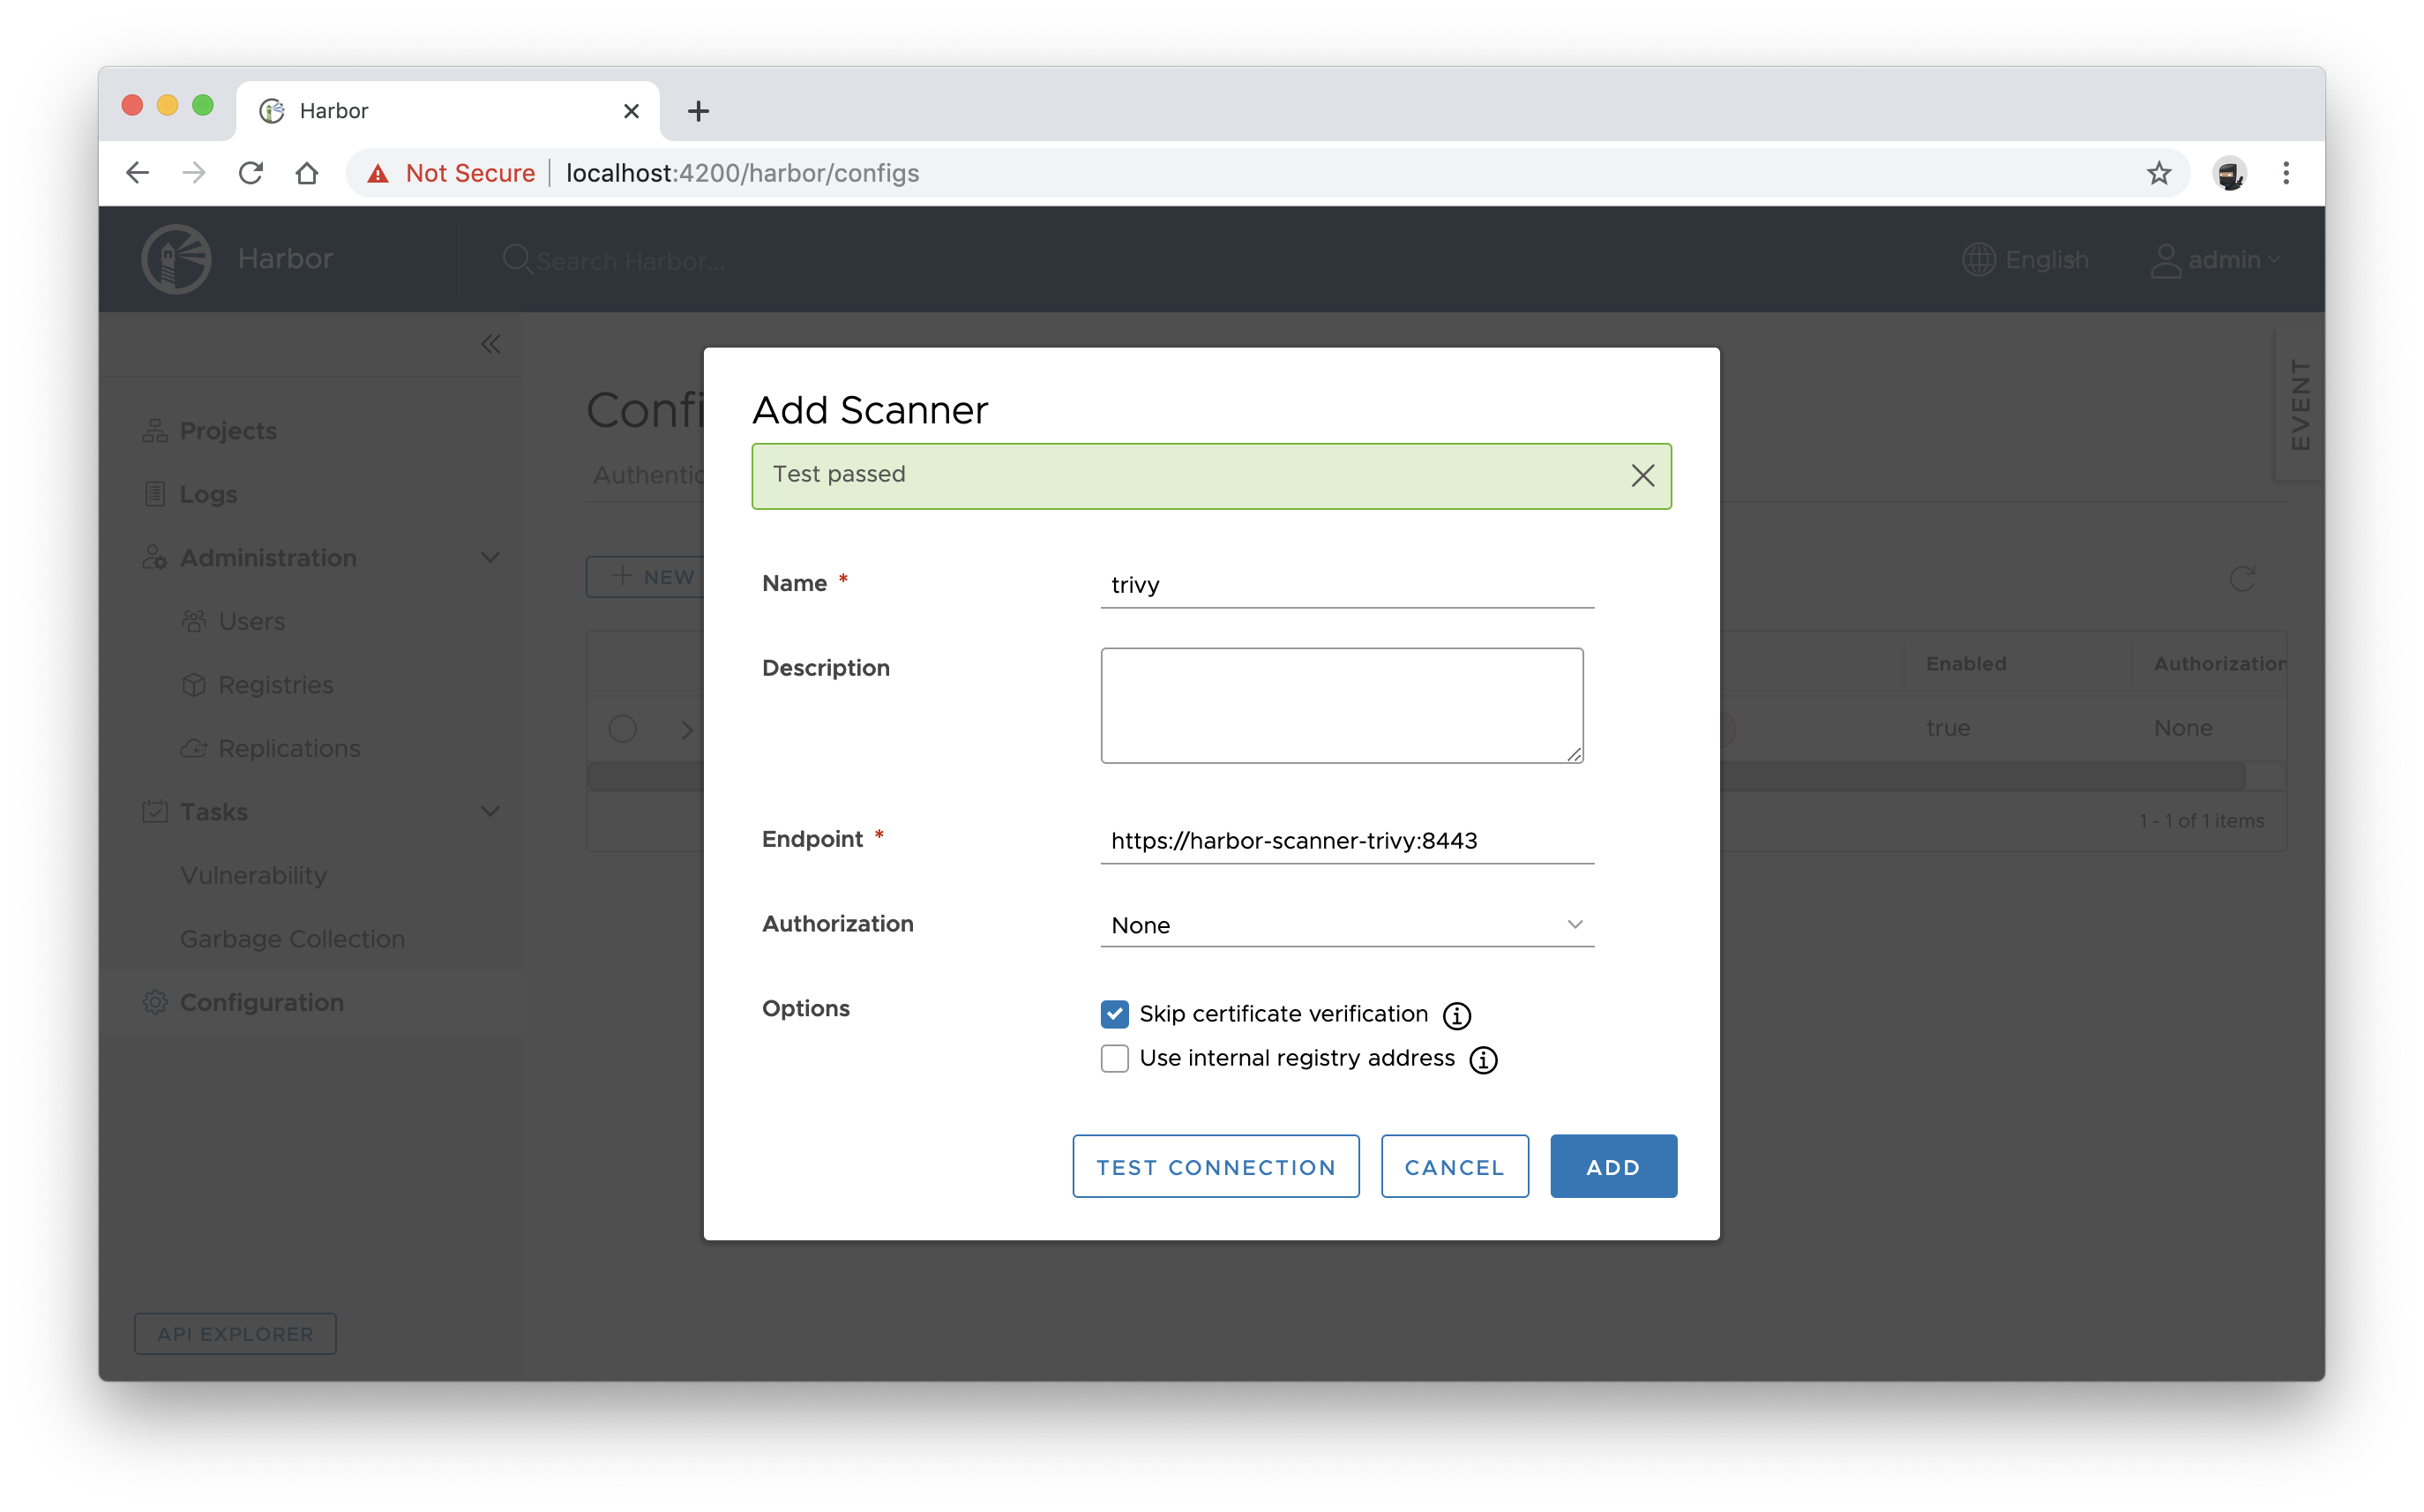 Harbor
Not Secure localhost:4200/harbor/configs
Harbor Search Harbor... English admin
EVENT
Projects
Logs
Administration
Users
Registries
Replications
Tasks
Vulnerability
Garbage Collection
Configuration
API EXPLORER
NEW
Enabled Authorization
true None
1 - 1 of 1 items
Add Scanner
Test passed
Name * trivy
Description
Endpoint * https://harbor-scanner-trivy:8443
Authorization None
Options Skip certificate verification
Use internal registry address
TEST CONNECTION CANCEL ADD